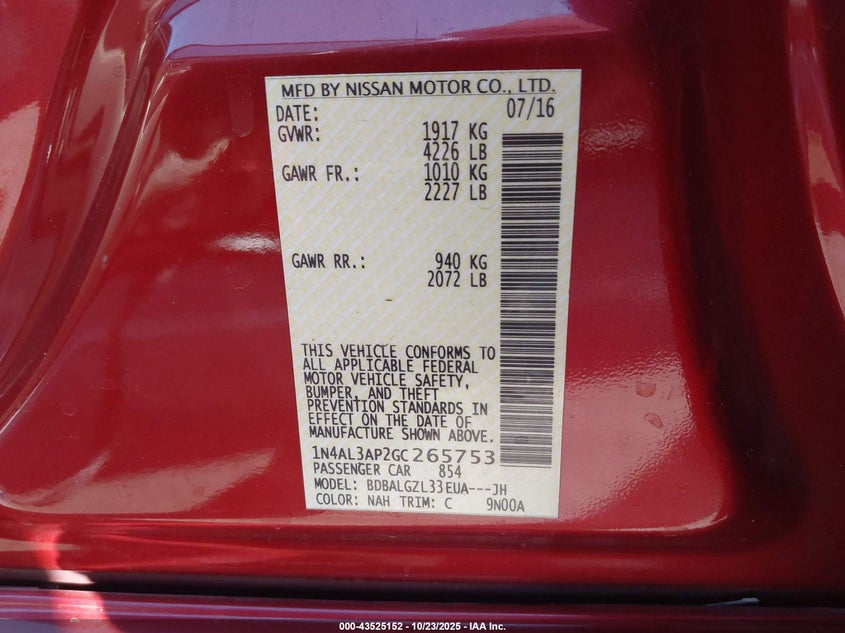 MFD BY NISSAN MOTOR CO., LTD.
DATE: 07/16
GVWR: 1917 KG
4226 LB
GAWR FR.: 1010 KG
2227 LB
GAWR RR.: 940 KG
2072 LB
THIS VEHICLE CONFORMS TO
ALL APPLICABLE FEDERAL
MOTOR VEHICLE SAFETY,
BUMPER, AND THEFT
PREVENTION STANDARDS IN
EFFECT ON THE DATE OF
MANUFACTURE SHOWN ABOVE.
1N4AL3AP2GC265753
PASSENGER CAR 854
MODEL: BDBALGZL33EUA---JH
COLOR: NAH TRIM: C 9N00A
000-43525152 | 10/23/2025 - IAA Inc.